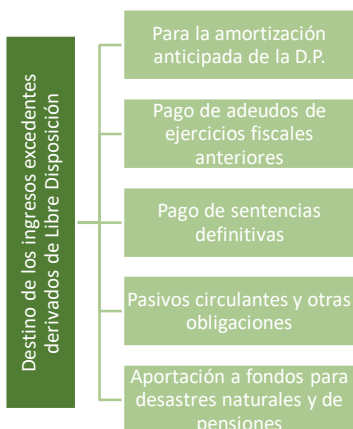 Destino de los ingresos excedentes
derivados de Libre Disposición
Para la amortización
anticipada de la D.P.
Pago de adeudos de
ejercicios fiscales
anteriores
Pago de sentencias
definitivas
Pasivos circulantes y otras
obligaciones
Aportación a fondos para
desastres naturales y de
pensiones